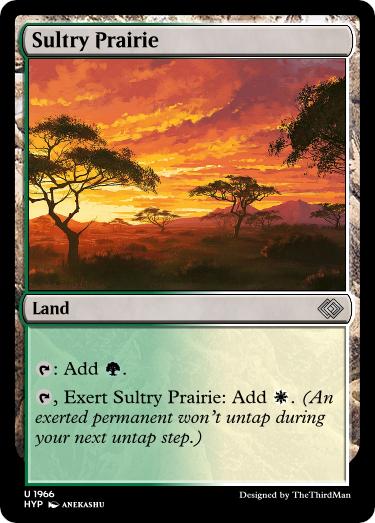 Sultry Prairie
Land
: Add .
, Exert Sultry Prairie: Add . (An
exerted permanent won't untap during
your next untap step.)
U 1966
HYP ANEKASHU
Designed by TheThirdMan